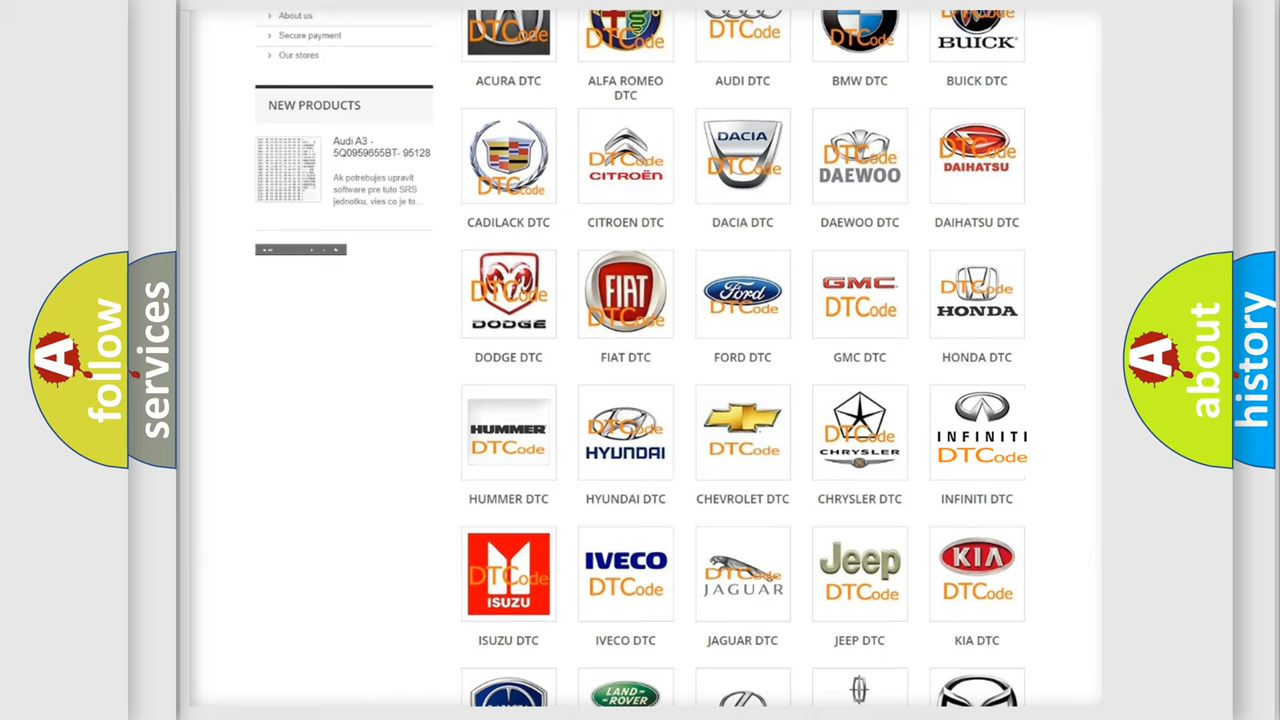 About us
Secure payment
Our stores
NEW PRODUCTS
Audi A3 -
5Q0959655BT- 95128
Ak potrebujes upravit
software pre tuto SRS
jednotku, vies co je to...
DTCode
DTCode
DTCode
DTCode
BUICK
ACURA DTC
ALFA ROMEO
DTC
AUDI DTC
BMW DTC
BUICK DTC
DTCode
DTCode
CITROËN
DACIA
DTCode
DTCode
DAEWOO
DTCode
DAIHATSU
CADILACK DTC
CITROEN DTC
DACIA DTC
DAEWOO DTC
DAIHATSU DTC
DTCode
DODGE
FIAT
DTCode
Ford
DTCode
GMC
DTCode
DTCode
HONDA
DODGE DTC
FIAT DTC
FORD DTC
GMC DTC
HONDA DTC
HUMMER
DTCode
DTCode
HYUNDAI
DTCode
DTCode
CHRYSLER
INFINITI
DTCode
HUMMER DTC
HYUNDAI DTC
CHEVROLET DTC
CHRYSLER DTC
INFINITI DTC
DTCode
ISUZU
IVECO
DTCode
DTCode
JAGUAR
Jeep
DTCode
KIA
DTCode
ISUZU DTC
IVECO DTC
JAGUAR DTC
JEEP DTC
KIA DTC
LAND-
ROVER
A
follow
services
A
about
history